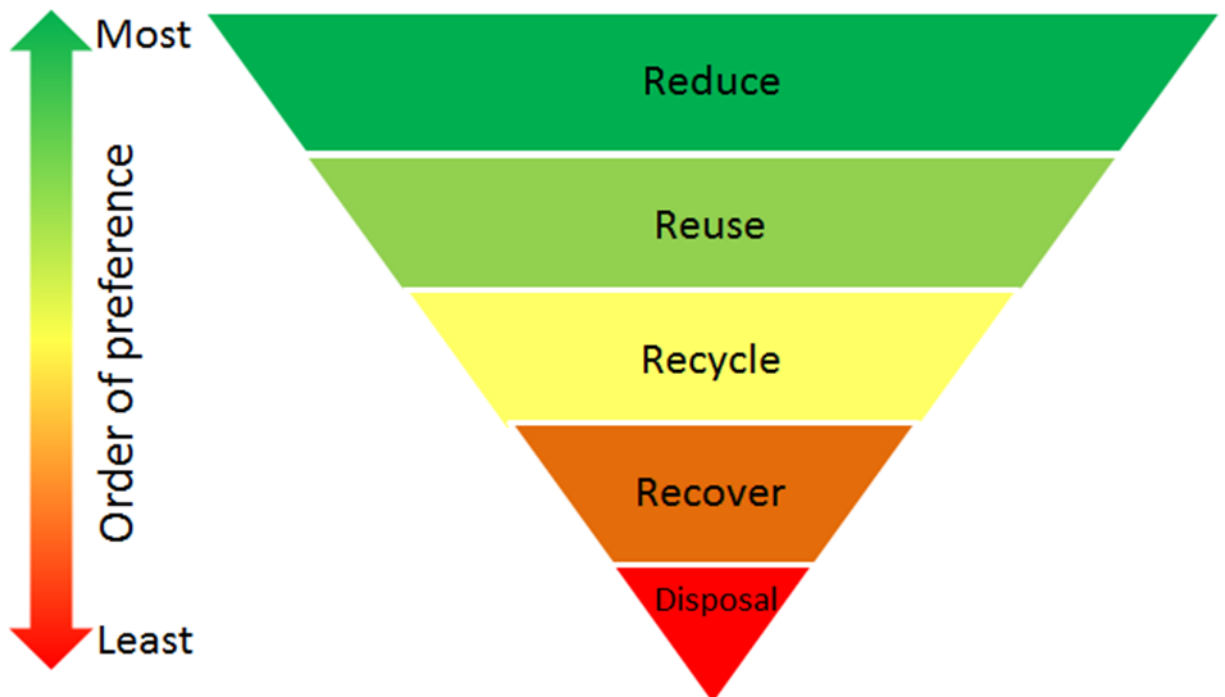 Most
Order of preference
Least
Reduce
Reuse
Recycle
Recover
Disposal